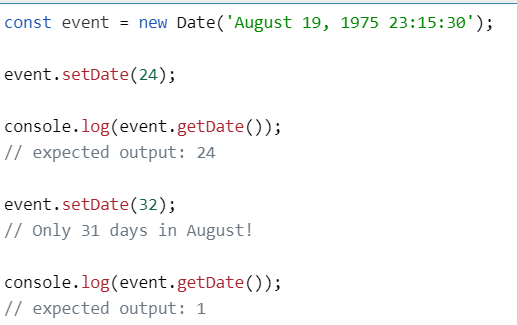 const event = new Date('August 19, 1975 23:15:30');
event.setDate(24);
console.log(event.getDate());
// expected output: 24
event.setDate(32);
// Only 31 days in August!
console.log(event.getDate());
// expected output: 1